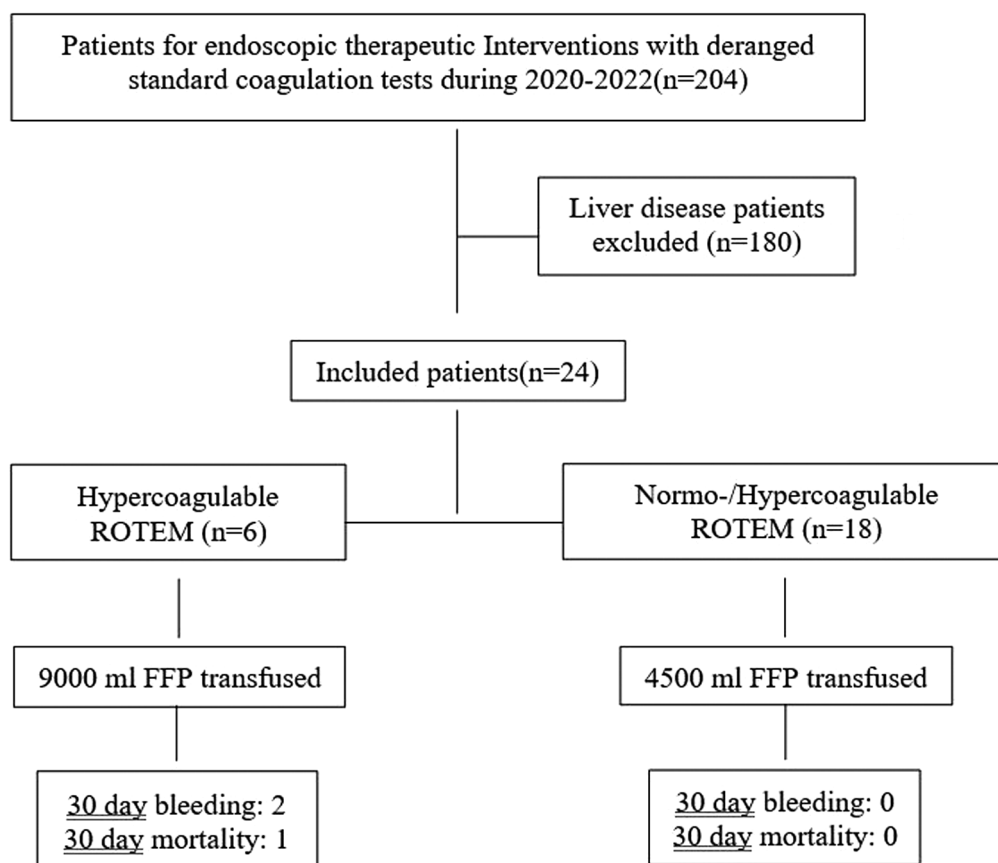 Patients for endoscopic therapeutic Interventions with deranged
standard coagulation tests during 2020-2022(n=204)
Liver disease patients
excluded (n=180)
Included patients(n=24)
Hypercoagulable
ROTEM (n=6)
Normo-/Hypercoagulable
ROTEM (n=18)
9000 ml FFP transfused
4500 ml FFP transfused
30 day bleeding: 2
30 day mortality: 1
30 day bleeding: 0
30 day mortality: 0